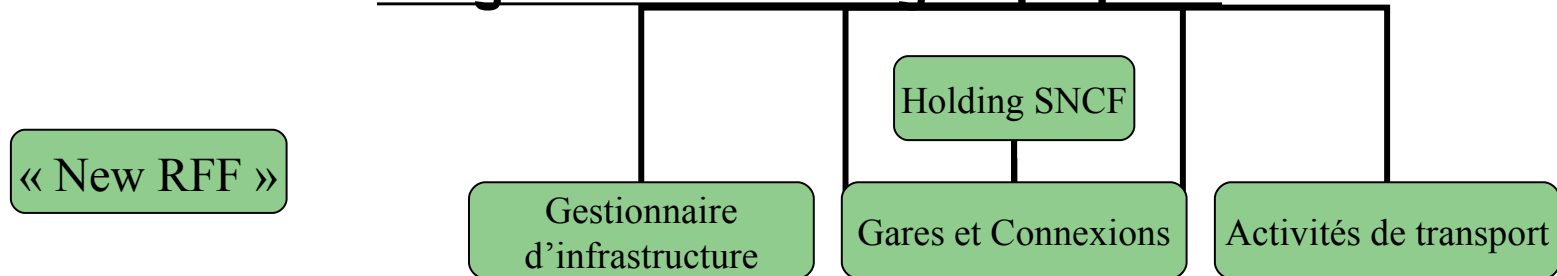 Holding SNCF
« New RFF »
Gestionnaire
d’infrastructure
Gares et Connexions
Activités de transport